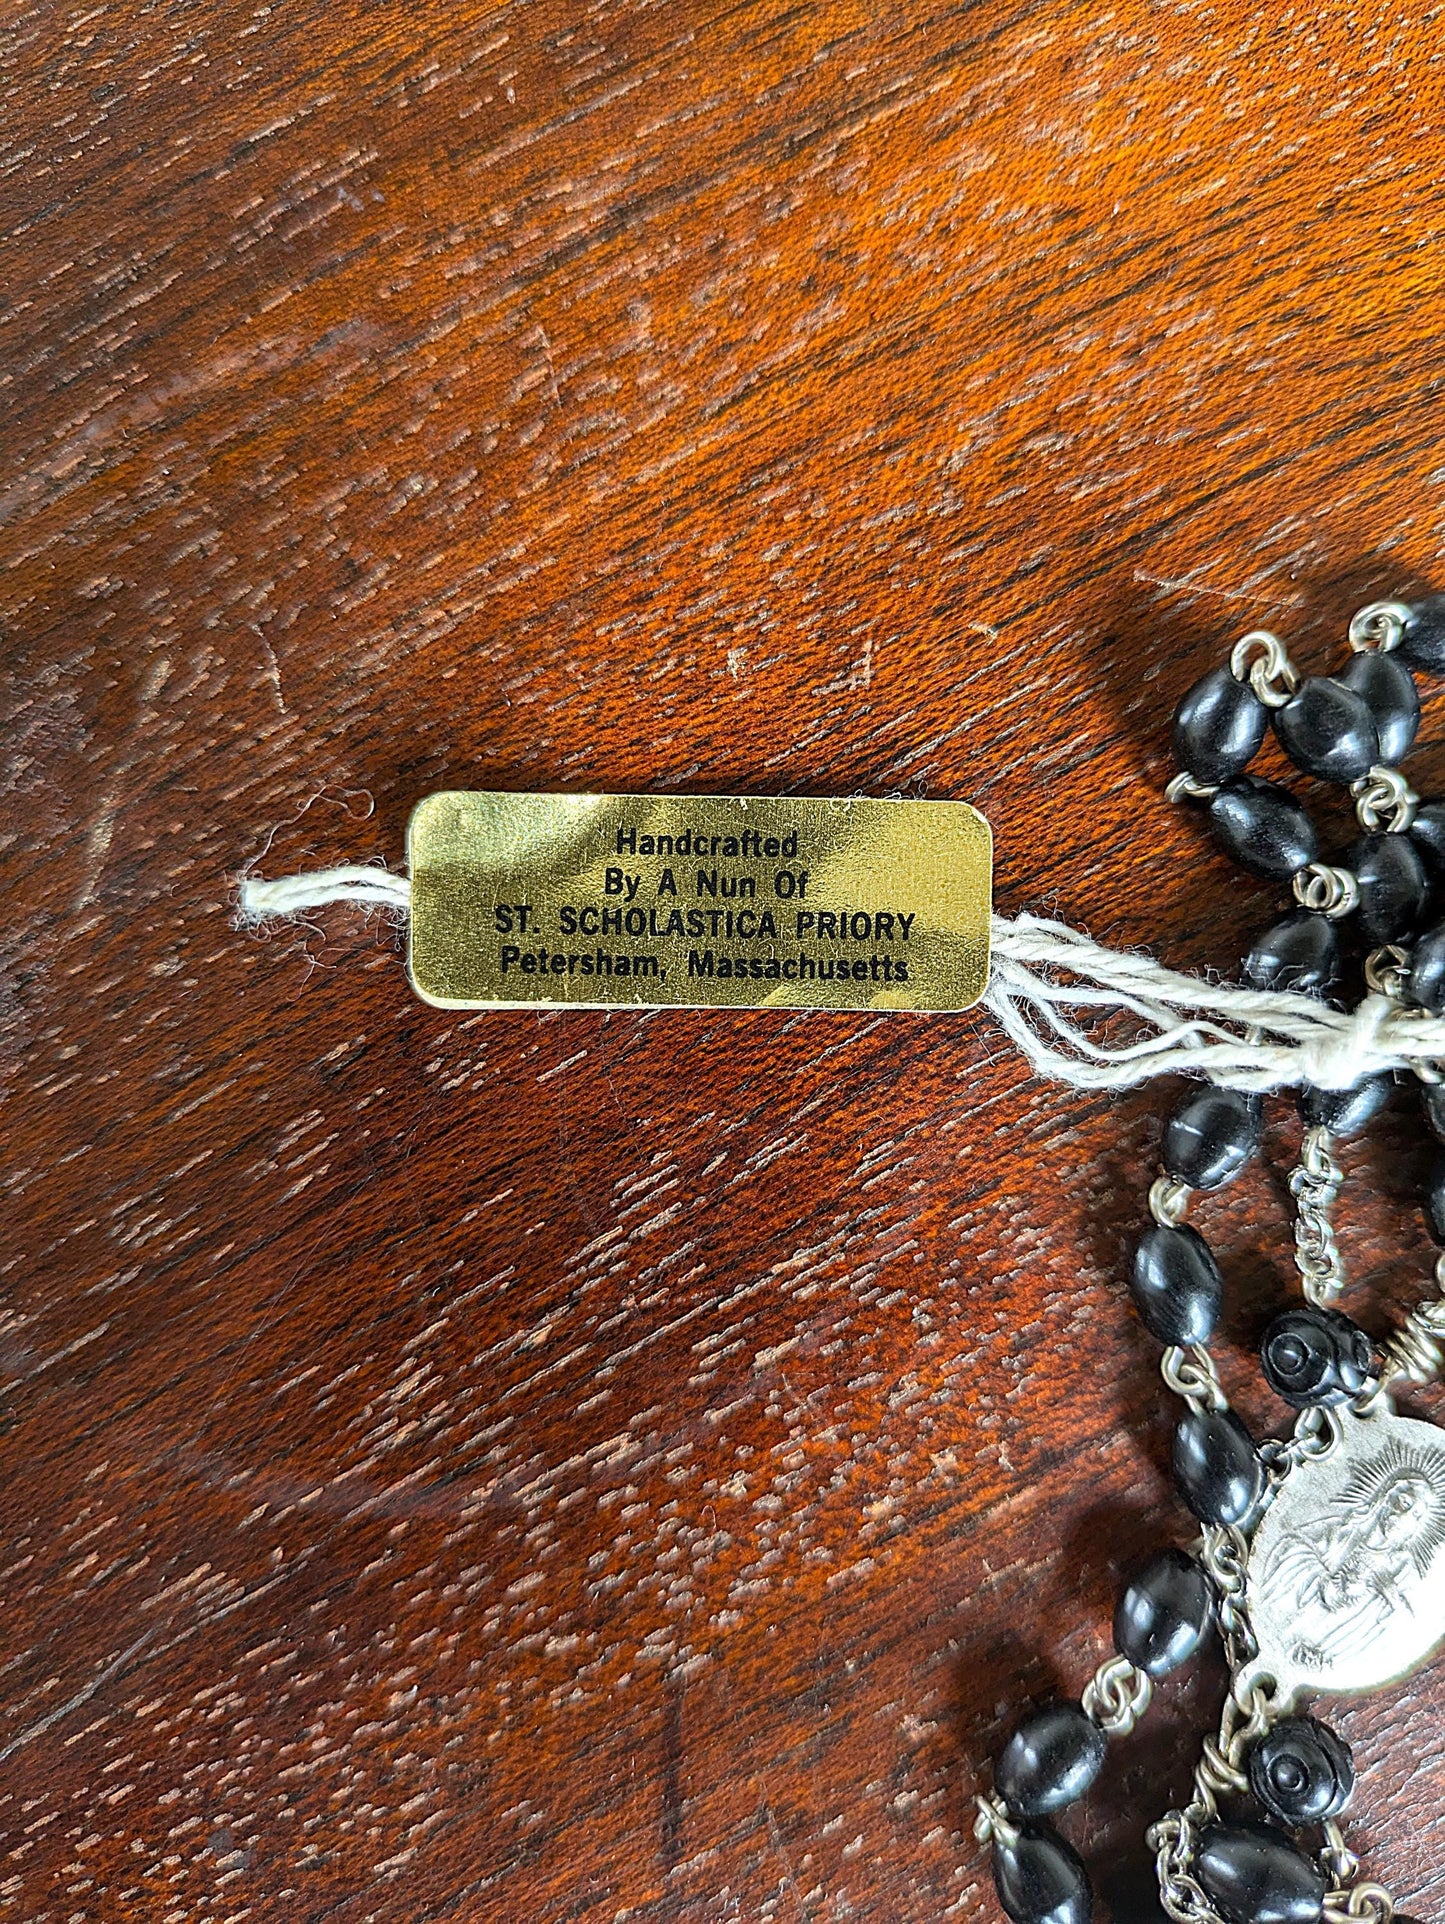 Handcrafted
By A Nun Of
ST. SCHOLASTICA PRIORY
Petersham, Massachusetts